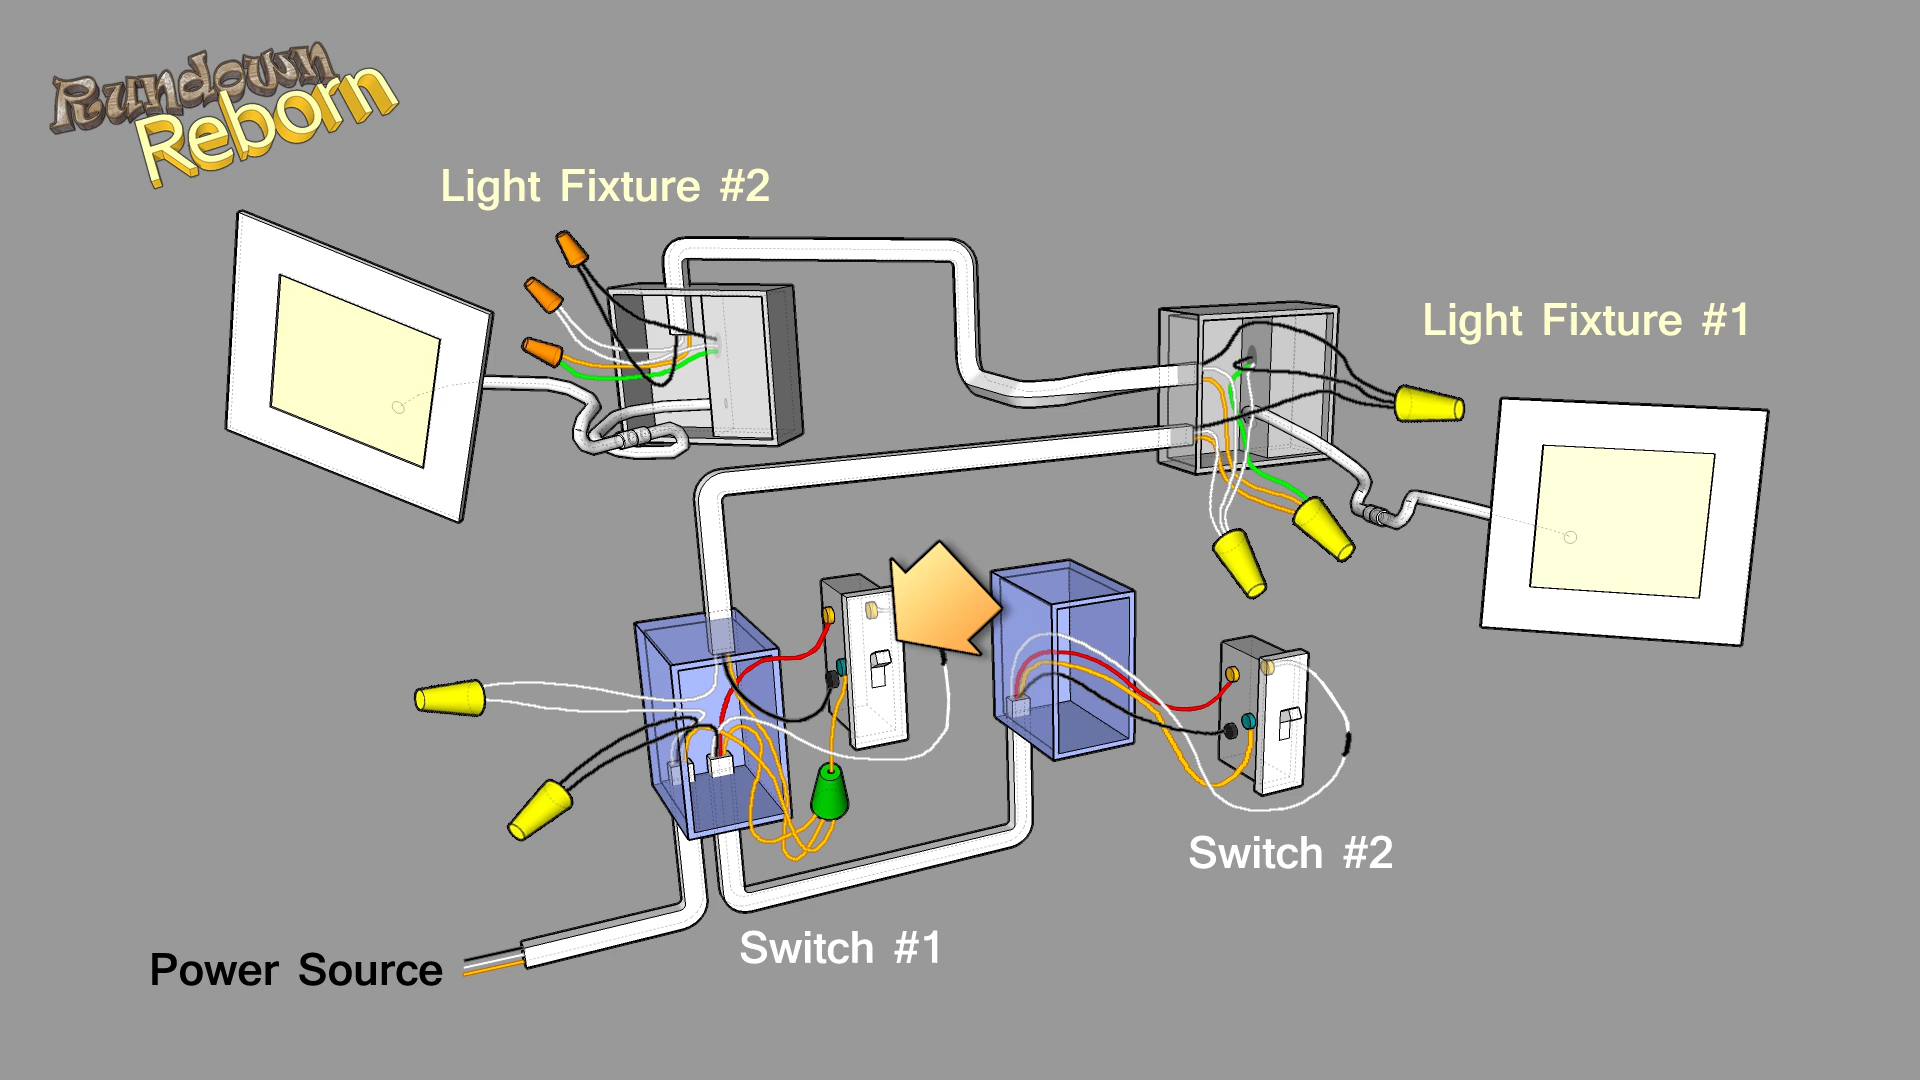 Rundown
Reborn
Light Fixture #2
Light Fixture #1
Switch #2
Switch #1
Power Source